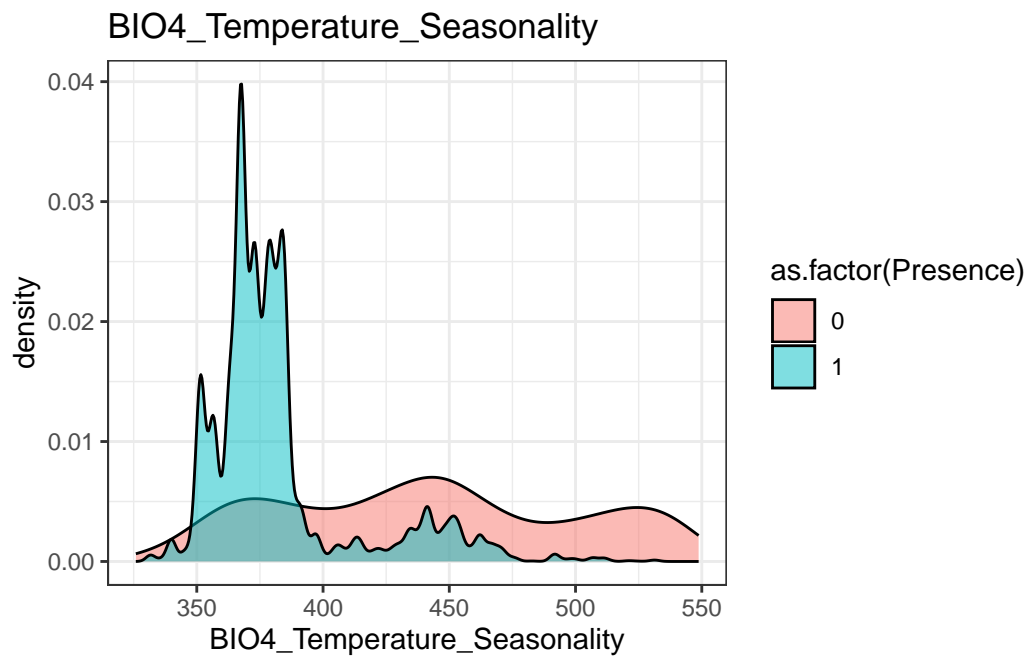 BIO4_Temperature_Seasonality
0.04
0.03
0.02
0.01
0.00
density
350 400 450 500 550
BIO4_Temperature_Seasonality
as.factor(Presence)
0
1